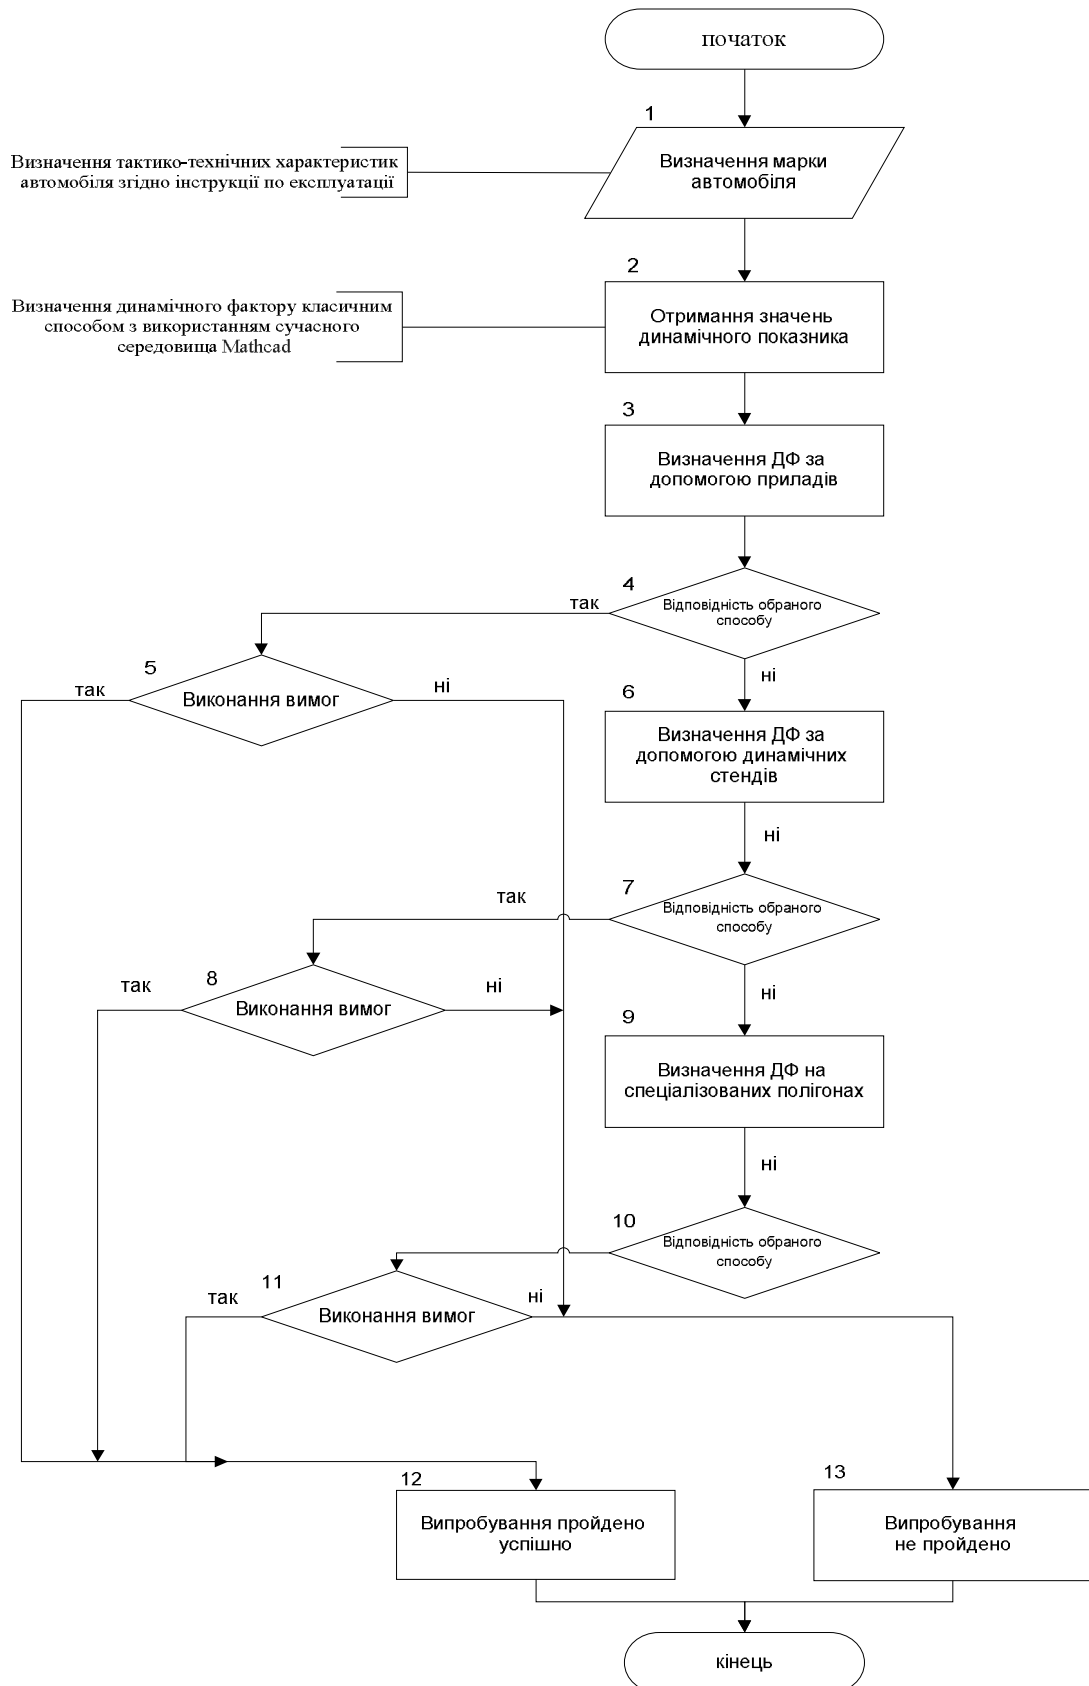 початок
1
Визначення марки
автомобіля
Визначення тактико-технічних характеристик
автомобіля згідно інструкції по експлуатації
2
Отримання значень
динамічного показника
Визначення динамічного фактору класичним
способом з використанням сучасного
середовища Mathcad
3
Визначення ДФ за
допомогою приладів
4
Відповідність обраного
способу
так
ні
5
Виконання вимог
так
ні
6
Визначення ДФ за
допомогою динамічних
стендів
ні
7
Відповідність обраного
способу
так
ні
8
Виконання вимог
так
ні
9
Визначення ДФ на
спеціалізованих полігонах
ні
10
Відповідність обраного
способу
11
Виконання вимог
так
ні
12
Випробування пройдено
успішно
13
Випробування
не пройдено
кінець